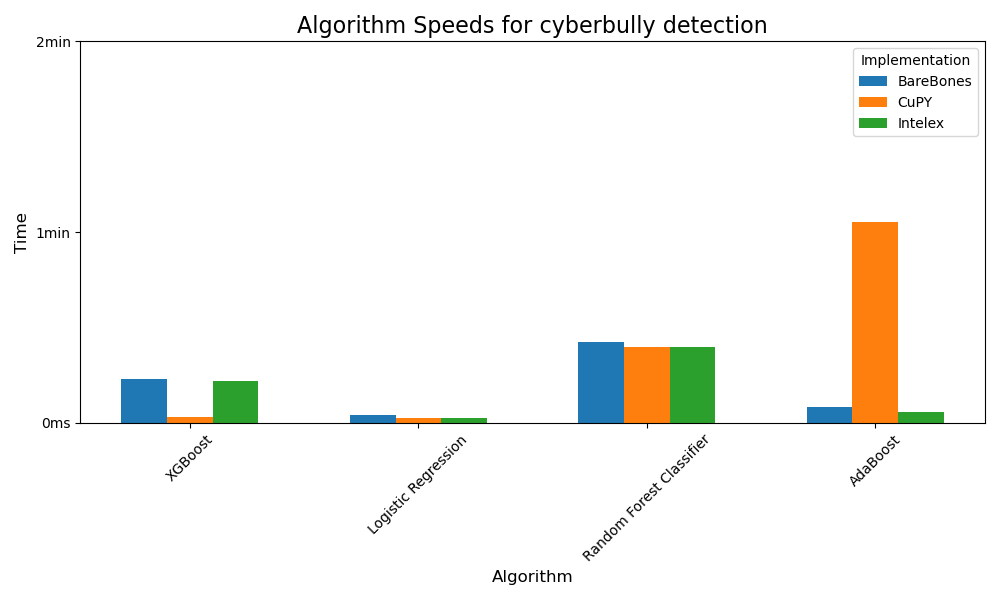 Algorithm Speeds for cyberbully detection
2min
1min
0ms
Time
Implementation
BareBones
CuPY
Intelex
XGBoost
Logistic Regression
Random Forest Classifier
AdaBoost
Algorithm